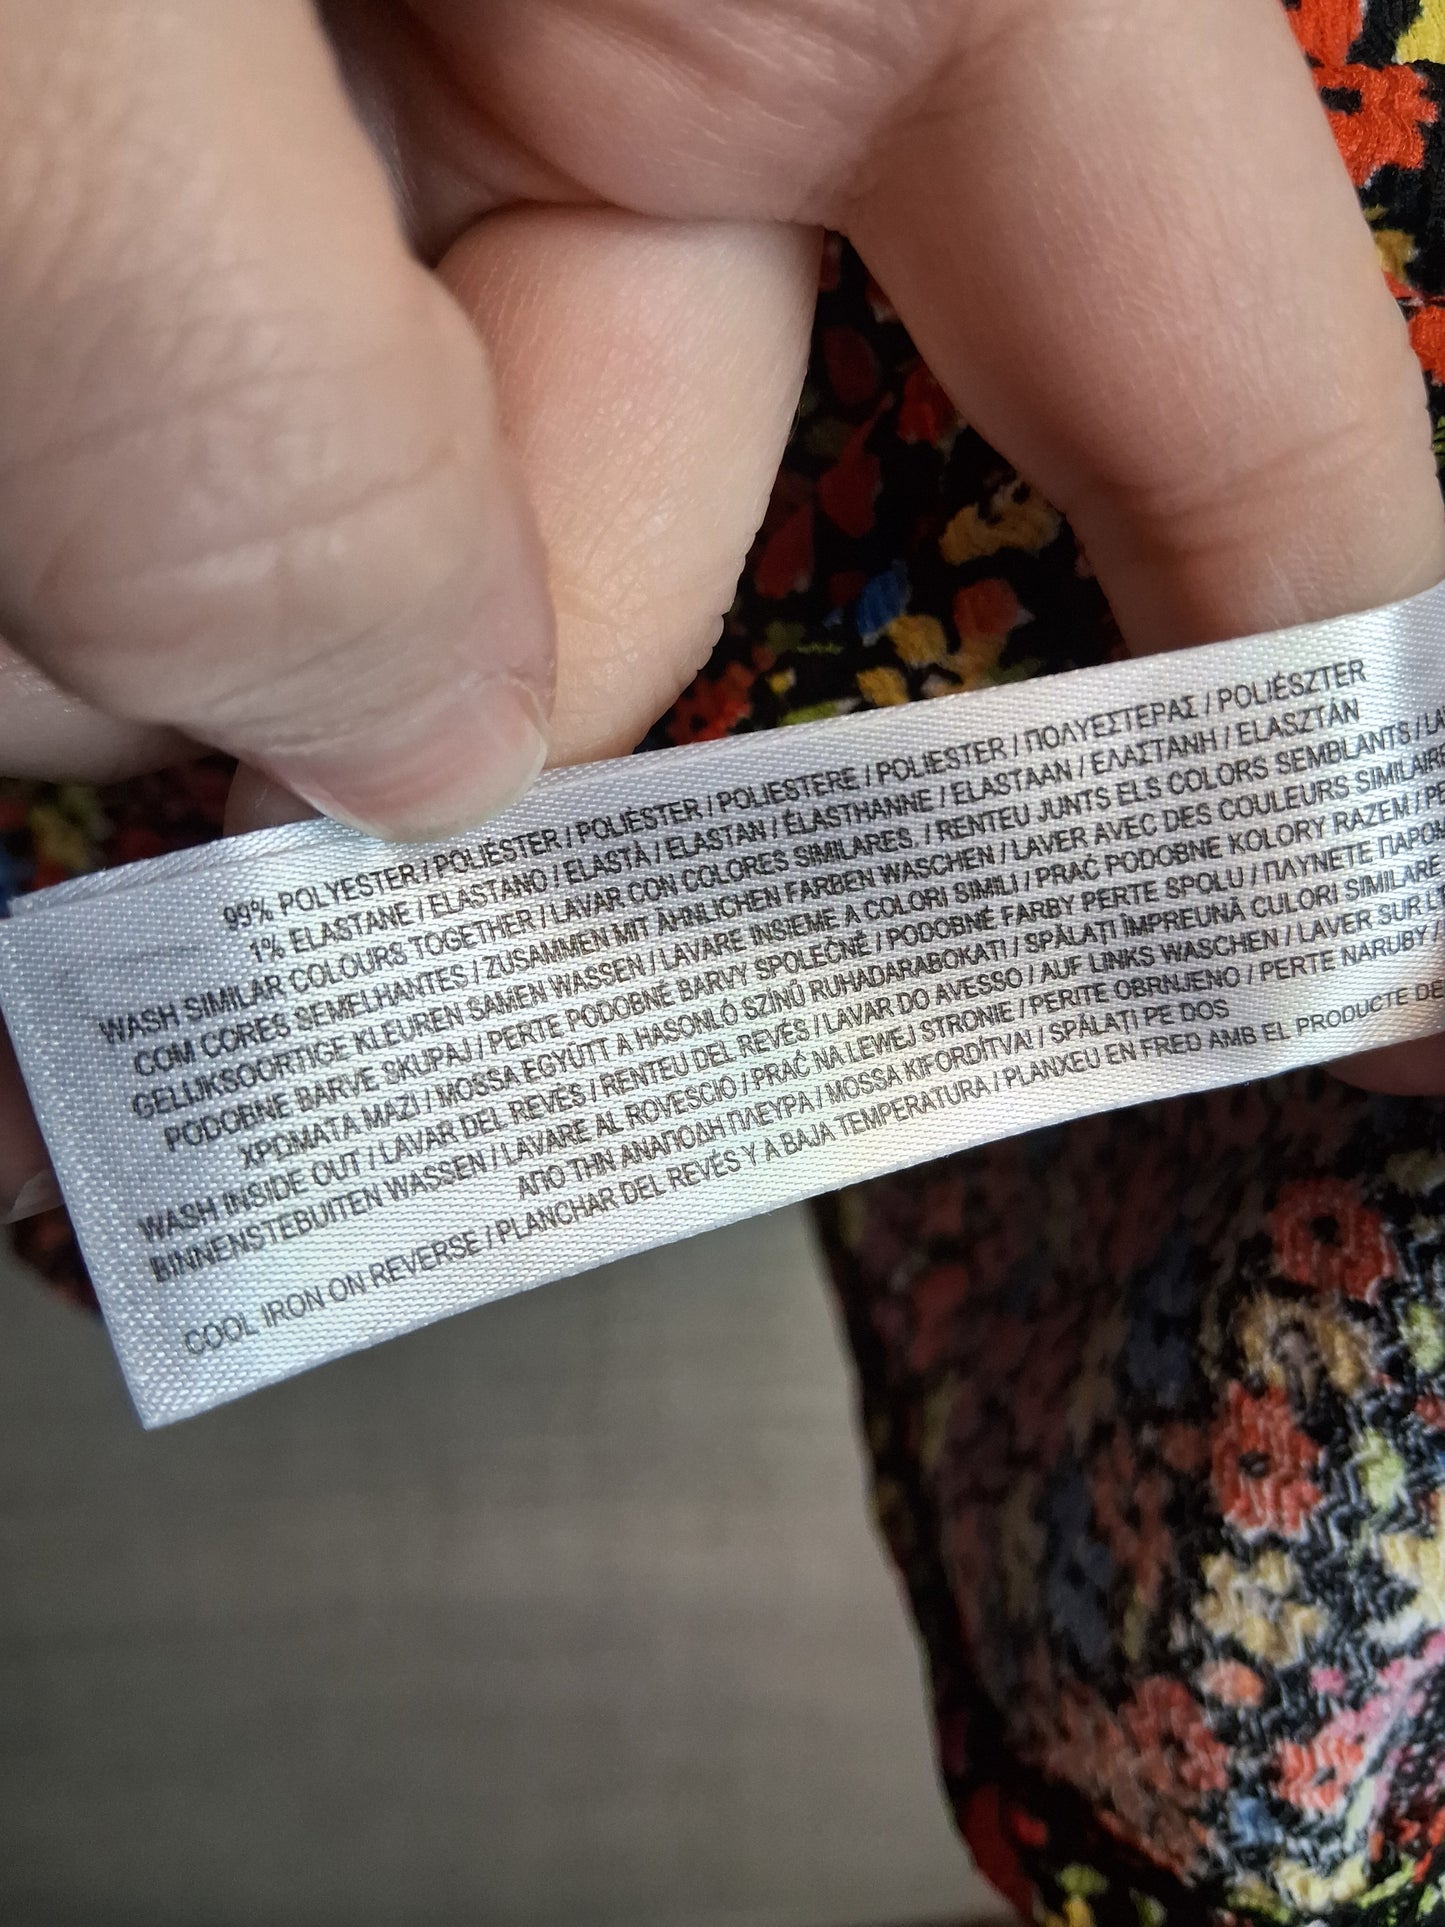 99% POLYESTER / POLIÉSTER / POLIÉSTER / POLIESTERE / POLIESTER / ΠΟΛΥΕΣΤΕΡΑΣ / POLIÉSZTER
1% ELASTANE / ELASTANO / ELASTÀ / ELASTAN / ÉLASTHANNE / ELASTAAN / ΕΛΑΣΤΑΝΗ / ELASZTÁN
WASH SIMILAR COLOURS TOGETHER / LAVAR CON COLORES SIMILARES. / RENTEU JUNTS ELS COLORS SEMBLANTS /
COM CORES SEMELHANTES / ZUSAMMEN MIT ÄHNLICHEN FARBEN WASCHEN / LAVER AVEC DES COULEURS SIMILAIRE
GELIJKSOORTIGE KLEUREN SAMEN WASSEN / LAVARE INSIEME A COLORI SIMILI / PRAĆ PODOBNE KOLORY RAZEM /
PODOBNE BARVE SKUPAJ / PERTE PODOBNÉ BARVY SPOLEČNĚ / PODOBNÉ FARBY PERTE SPOLU / ΠΛΥΝΕΤΕ
ΧΡΩΜΑΤΑ ΜΑΖΙ / MOSSA EGYÜTT A HASONLÓ SZÍNŰ RUHADARABOKAT! / SPĂLAȚI ÎMPREUNĂ CULORI SIMILARE
WASH INSIDE OUT / LAVAR DEL REVÉS / RENTEU DEL REVÉS / LAVAR DO AVESSO / AUF LINKS WASCHEN / LAVER SUR
BINNENSTEBUITEN WASSEN / LAVARE AL ROVESCIO / PRAĆ NA LEWEJ STRONIE / PERITE OBRNJENO / PERTE NARUBY /
ΑΠΟ ΤΗΝ ΑΝΑΠΟΔΗ ΠΛΕΥΡΑ / MOSSA KIFORDÍTVA! / SPĂLAȚI PE DOS
COOL IRON ON REVERSE / PLANCHAR DEL REVÉS Y A BAJA TEMPERATURA / PLANXEU EN FRED AMB EL PRODUCTE DE